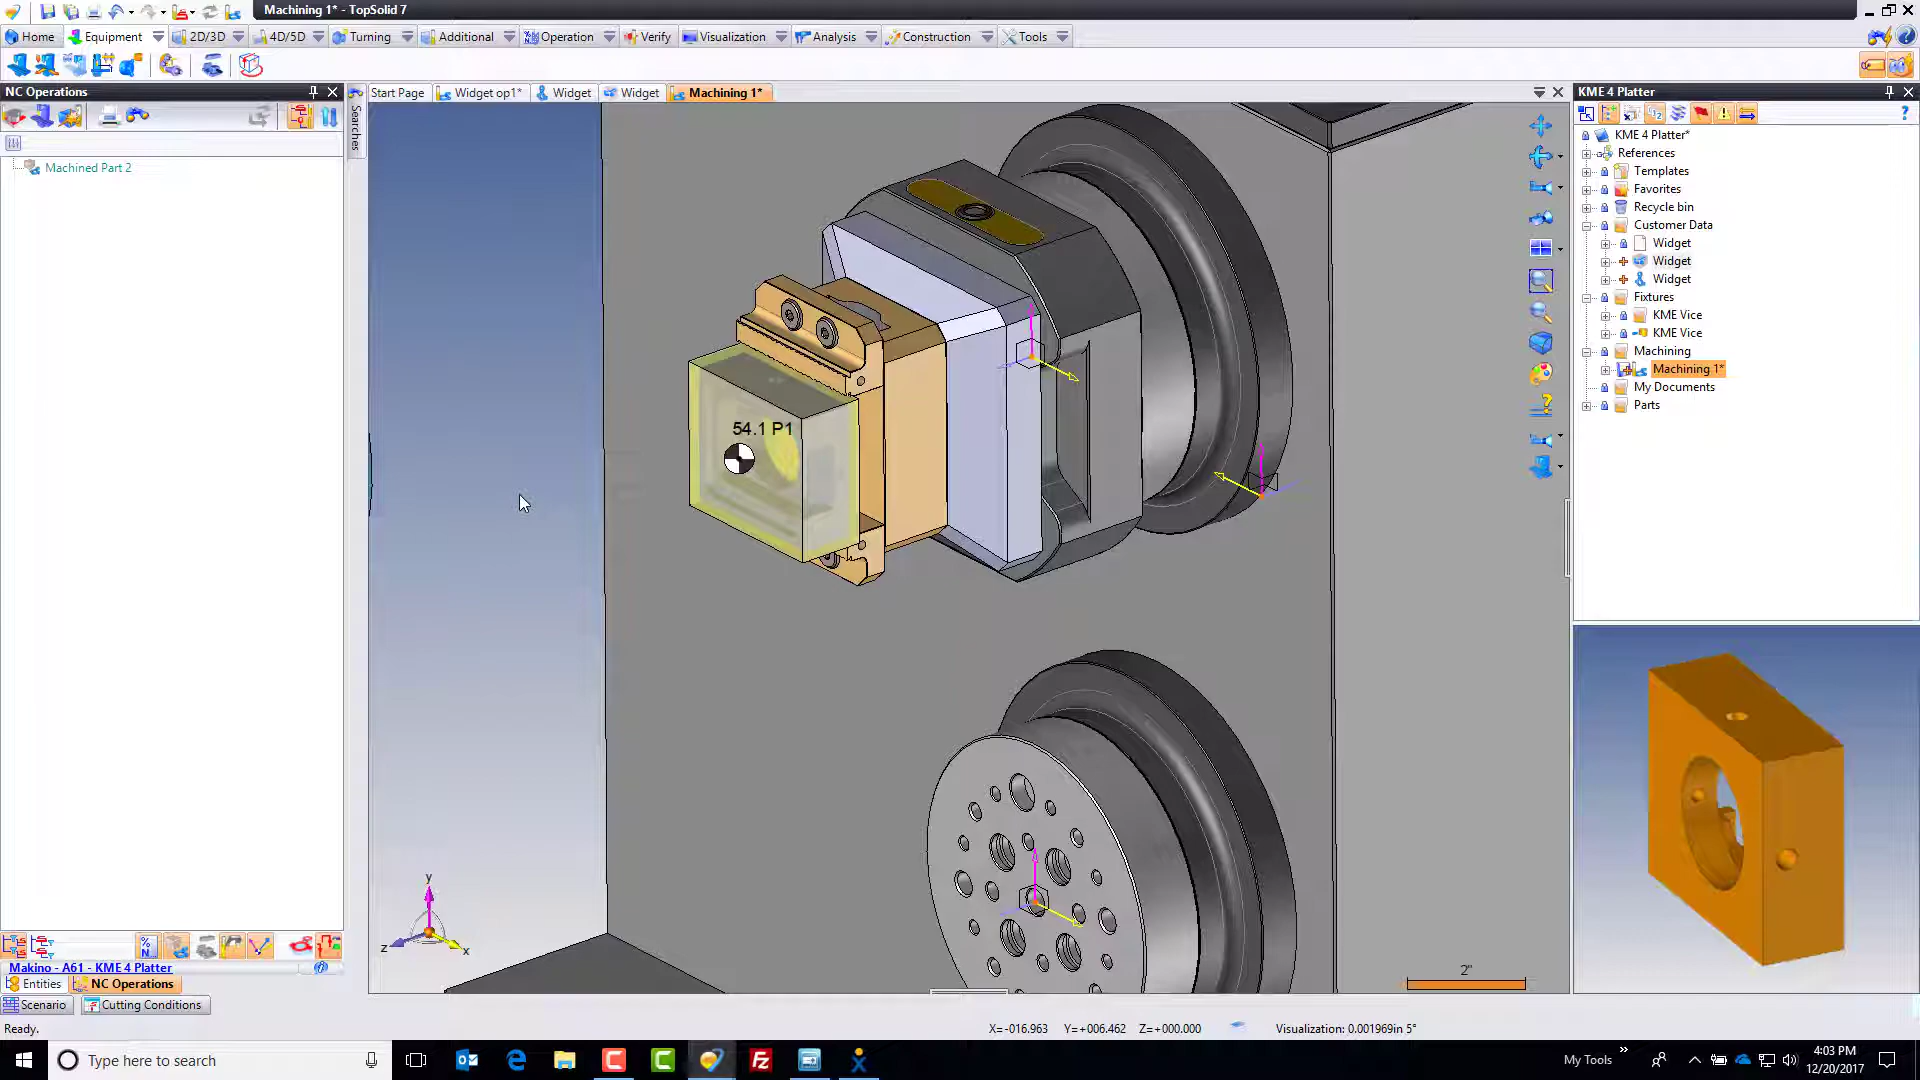 Machining 1* - TopSolid 7
Home Equipment 2D/3D 4D/5D Turning Additional Operation Verify Visualization Analysis Construction Tools
NC Operations
Start Page Widget op1* Widget Widget Machining 1*
KME 4 Platter
Searches
Machined Part 2
KME 4 Platter*
References
Templates
Favorites
Recycle bin
Customer Data
Widget
Widget
Widget
Fixtures
KME Vice
KME Vice
Machining
Machining 1*
My Documents
Parts
54.1 P1
y
z
x
2"
Makino - A61 - KME 4 Platter
Entities NC Operations
Scenario Cutting Conditions
Ready.
X=-016.963 Y=+006.462 Z=+000.000 Visualization: 0.001969in 5°
Type here to search
My Tools
4:03 PM
12/20/2017